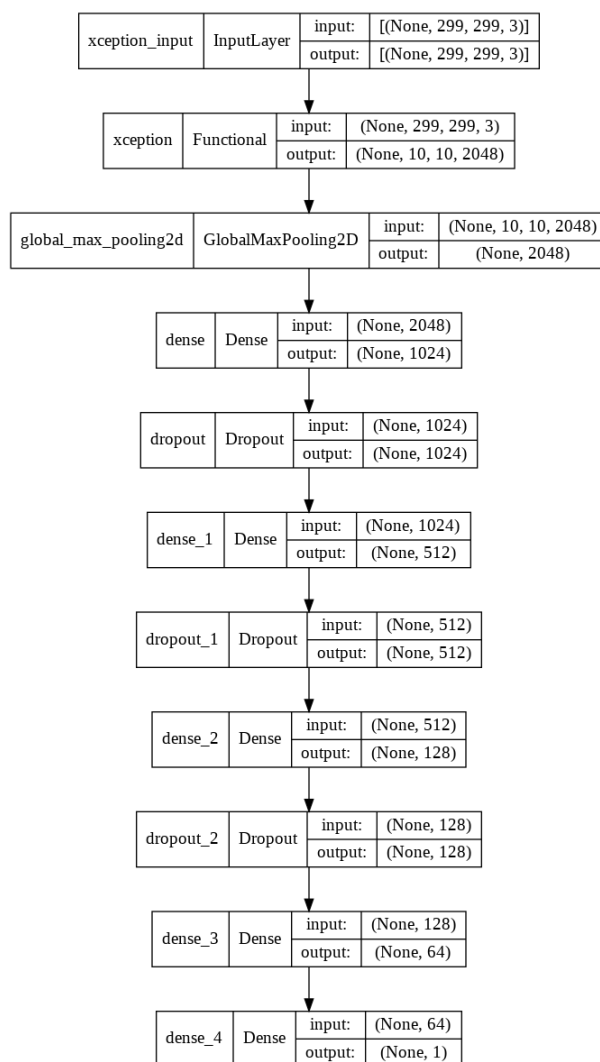 xception_input InputLayer input: [(None, 299, 299, 3)]
output: [(None, 299, 299, 3)]
xception Functional input: (None, 299, 299, 3)
output: (None, 10, 10, 2048)
global_max_pooling2d GlobalMaxPooling2D input: (None, 10, 10, 2048)
output: (None, 2048)
dense Dense input: (None, 2048)
output: (None, 1024)
dropout Dropout input: (None, 1024)
output: (None, 1024)
dense_1 Dense input: (None, 1024)
output: (None, 512)
dropout_1 Dropout input: (None, 512)
output: (None, 512)
dense_2 Dense input: (None, 512)
output: (None, 128)
dropout_2 Dropout input: (None, 128)
output: (None, 128)
dense_3 Dense input: (None, 128)
output: (None, 64)
dense_4 Dense input: (None, 64)
output: (None, 1)